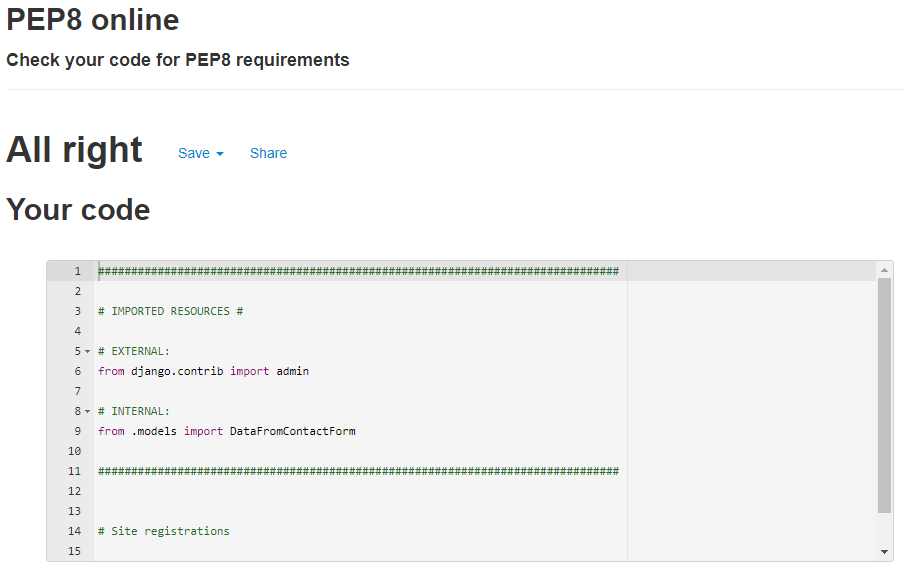 PEP8 online
Check your code for PEP8 requirements
All right Save Share
Your code
1 ###############################################################################
2
3 # IMPORTED RESOURCES #
4
5 # EXTERNAL:
6 from django.contrib import admin
7
8 # INTERNAL:
9 from .models import DataFromContactForm
10
11 ###############################################################################
12
13
14 # Site registrations
15